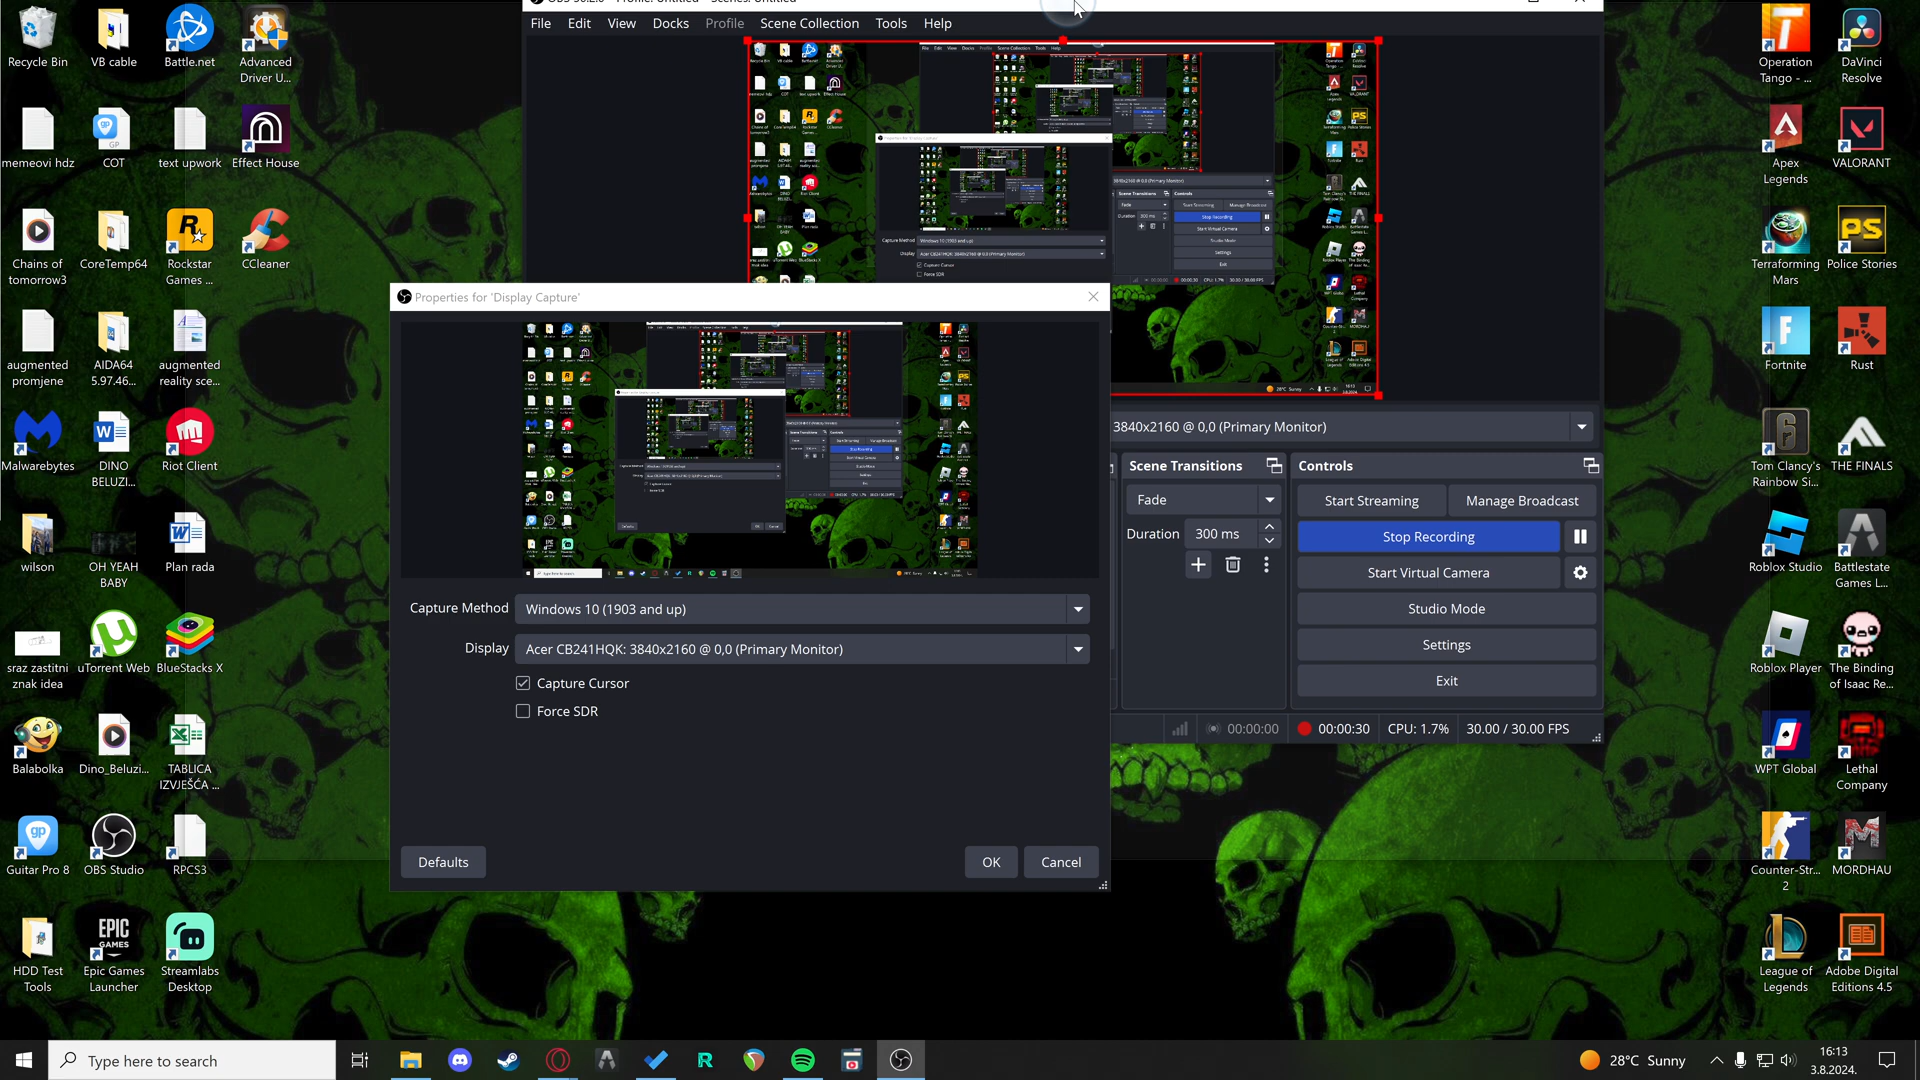 Recycle Bin
VB cable
Battle.net
Advanced
Driver U...
memeovi hdz
COT
text upwork
Effect House
Chains of
tomorrow3
CoreTemp64
Rockstar
Games ...
CCleaner
augmented
promjene
AIDA64
5.97.46...
augmented
reality sce...
Malwarebytes
DINO
BELUZI...
Riot Client
wilson
OH YEAH
BABY
Plan rada
sraz zastitni
znak idea
uTorrent Web
BlueStacks X
Balabolka
Dino_Beluzi...
TABLICA
IZVJEŠĆA ...
Guitar Pro 8
OBS Studio
RPCS3
HDD Test
Tools
EPIC
GAMES
Epic Games
Launcher
Streamlabs
Desktop
File Edit View Docks Profile Scene Collection Tools Help
Properties for 'Display Capture'
Capture Method Windows 10 (1903 and up)
Display Acer CB241HQK: 3840x2160 @ 0,0 (Primary Monitor)
Capture Cursor
Force SDR
Defaults OK Cancel
3840x2160 @ 0,0 (Primary Monitor)
Scene Transitions
Fade
Duration 300 ms
Controls
Start Streaming Manage Broadcast
Stop Recording
Start Virtual Camera
Studio Mode
Settings
Exit
00:00:00 00:00:30 CPU: 1.7% 30.00 / 30.00 FPS
Operation
Tango - ...
DaVinci
Resolve
Apex
Legends
VALORANT
Terraforming
Mars
Police Stories
Fortnite
Rust
Tom Clancy's
Rainbow Si...
THE FINALS
Roblox Studio
Battlestate
Games L...
Roblox Player
The Binding
of Isaac Re...
WPT Global
Lethal
Company
Counter-Str...
2
MORDHAU
League of
Legends
Adobe Digital
Editions 4.5
Type here to search
28°C Sunny
16:13
3.8.2024.